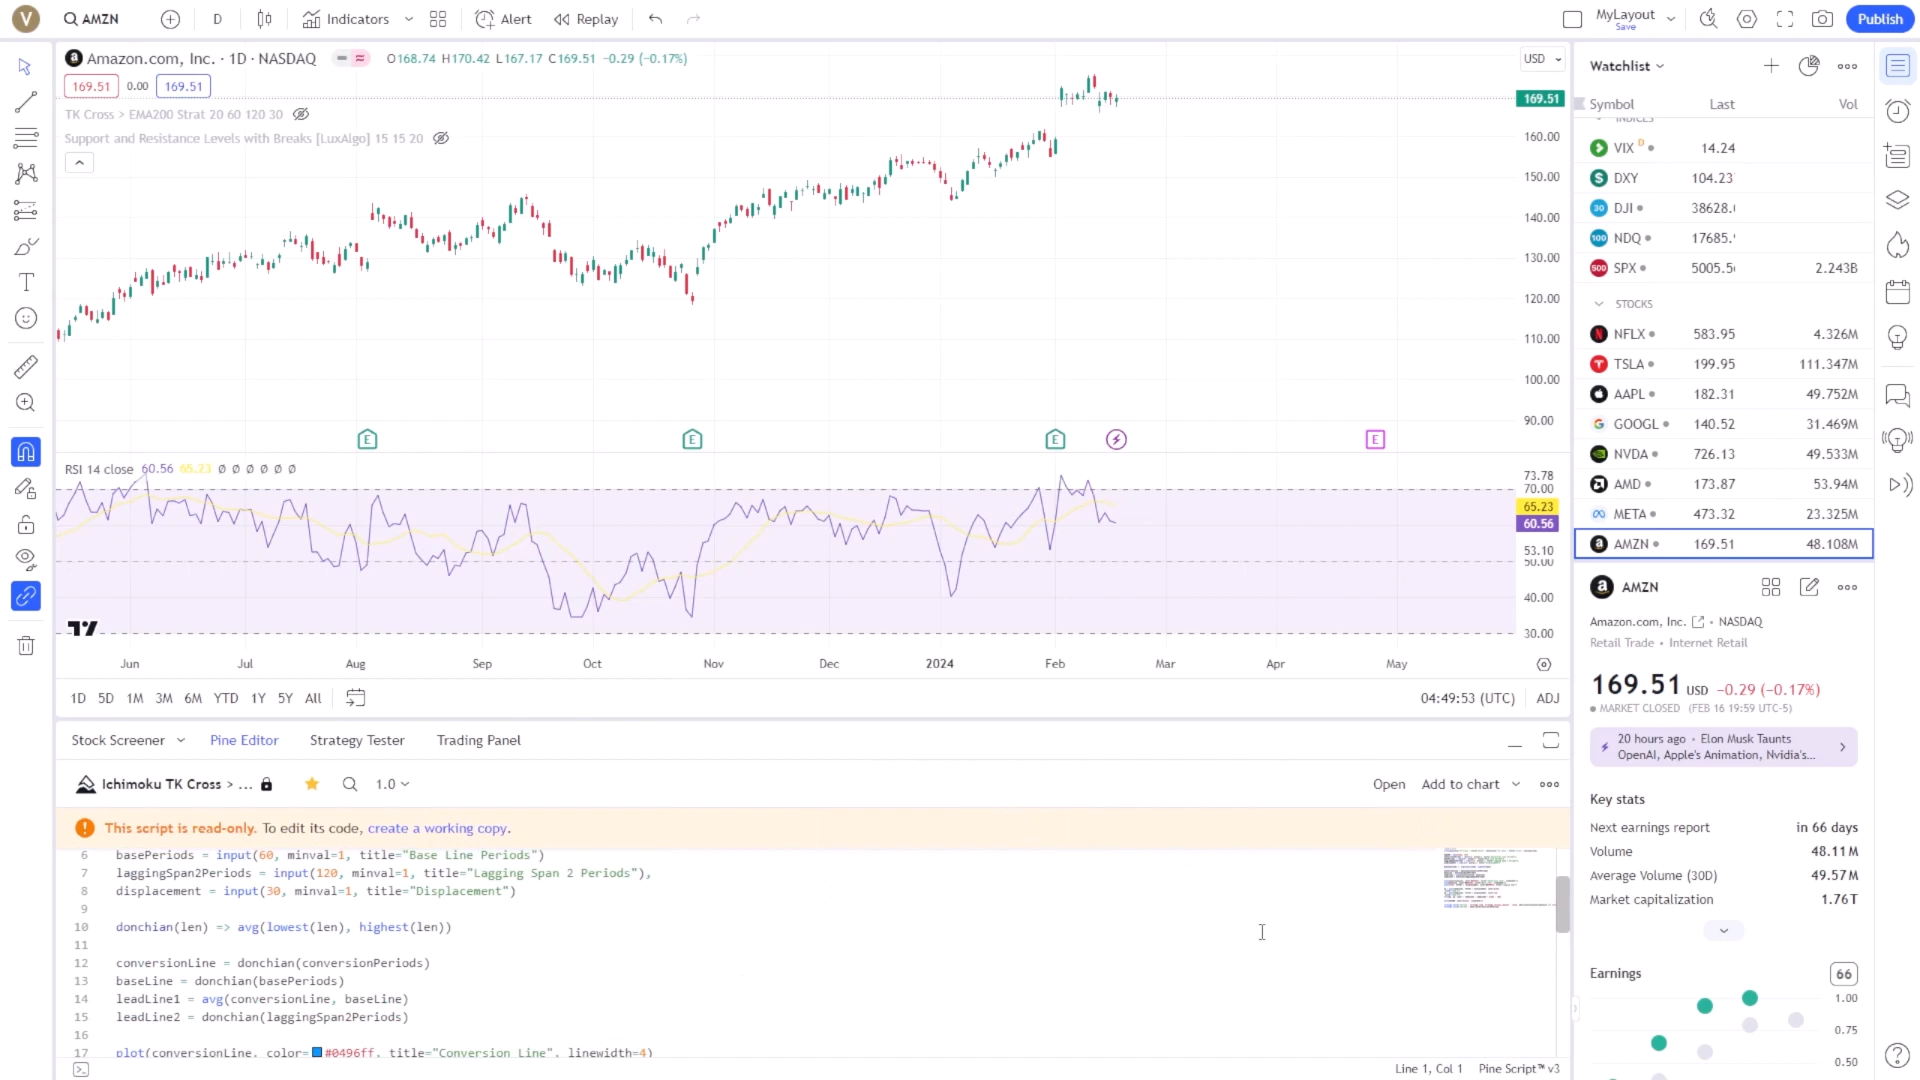 V AMZN D Indicators Alert Replay MyLayout Save Publish
Amazon.com, Inc. · 1D · NASDAQ O168.74 H170.42 L167.17 C169.51 −0.29 (−0.17%) USD
169.51 0.00 169.51
TK Cross > EMA200 Strat 20 60 120 30
Support and Resistance Levels with Breaks [LuxAlgo] 15 15 20
169.51
160.00
150.00
140.00
130.00
120.00
110.00
100.00
90.00
E E E E
RSI 14 close 60.56 65.23 Ø Ø Ø Ø Ø Ø
73.78
70.00
65.23
60.56
53.10
50.00
40.00
30.00
Jun Jul Aug Sep Oct Nov Dec 2024 Feb Mar Apr May
1D 5D 1M 3M 6M YTD 1Y 5Y All 04:49:53 (UTC) ADJ
Stock Screener Pine Editor Strategy Tester Trading Panel
Ichimoku TK Cross > ... 1.0 Open Add to chart
This script is read-only. To edit its code, create a working copy.
6 basePeriods = input(60, minval=1, title="Base Line Periods")
7 laggingSpan2Periods = input(120, minval=1, title="Lagging Span 2 Periods"),
8 displacement = input(30, minval=1, title="Displacement")
9
10 donchian(len) => avg(lowest(len), highest(len))
11
12 conversionLine = donchian(conversionPeriods)
13 baseLine = donchian(basePeriods)
14 leadLine1 = avg(conversionLine, baseLine)
15 leadLine2 = donchian(laggingSpan2Periods)
16
17 plot(conversionLine, color=#0496ff, title="Conversion Line", linewidth=4)
Line 1, Col 1 Pine Script™ v3
Watchlist
Symbol Last Vol
INDICES
VIX D 14.24
DXY 104.23
30 DJI 38628.
100 NDQ 17685.
500 SPX 5005.5 2.243B
STOCKS
NFLX 583.95 4.326M
TSLA 199.95 111.347M
AAPL 182.31 49.752M
GOOGL 140.52 31.469M
NVDA 726.13 49.533M
AMD 173.87 53.94M
META 473.32 23.325M
AMZN 169.51 48.108M
AMZN
Amazon.com, Inc. • NASDAQ
Retail Trade • Internet Retail
169.51 USD −0.29 (−0.17%)
MARKET CLOSED (FEB 16 19:59 UTC-5)
20 hours ago • Elon Musk Taunts
OpenAI, Apple's Animation, Nvidia's...
Key stats
Next earnings report in 66 days
Volume 48.11M
Average Volume (30D) 49.57M
Market capitalization 1.76T
Earnings 66
1.00
0.75
0.50